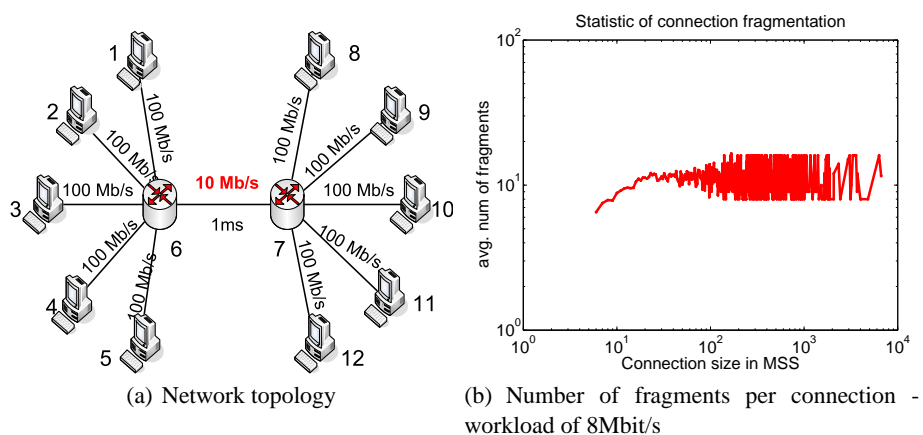 1
2
3
4
5
6
7
8
9
10
11
12
100 Mb/s
100 Mb/s
100 Mb/s
100 Mb/s
100 Mb/s
10 Mb/s
1ms
100 Mb/s
100 Mb/s
100 Mb/s
100 Mb/s
100 Mb/s
(a) Network topology
Statistic of connection fragmentation
avg. num of fragments
10^2
10^1
10^0
10^0
10^1
10^2
10^3
10^4
Connection size in MSS
(b) Number of fragments per connection -
workload of 8Mbit/s